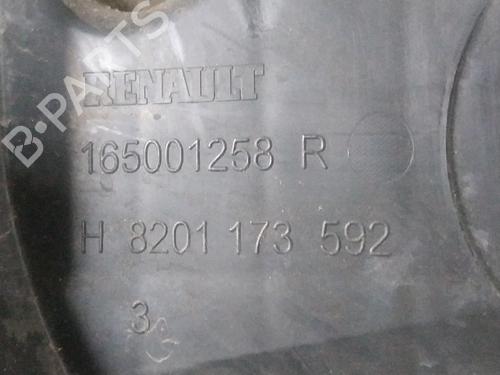 B-PARTS
RENAULT
165001258 R
H 8201 173 592
3